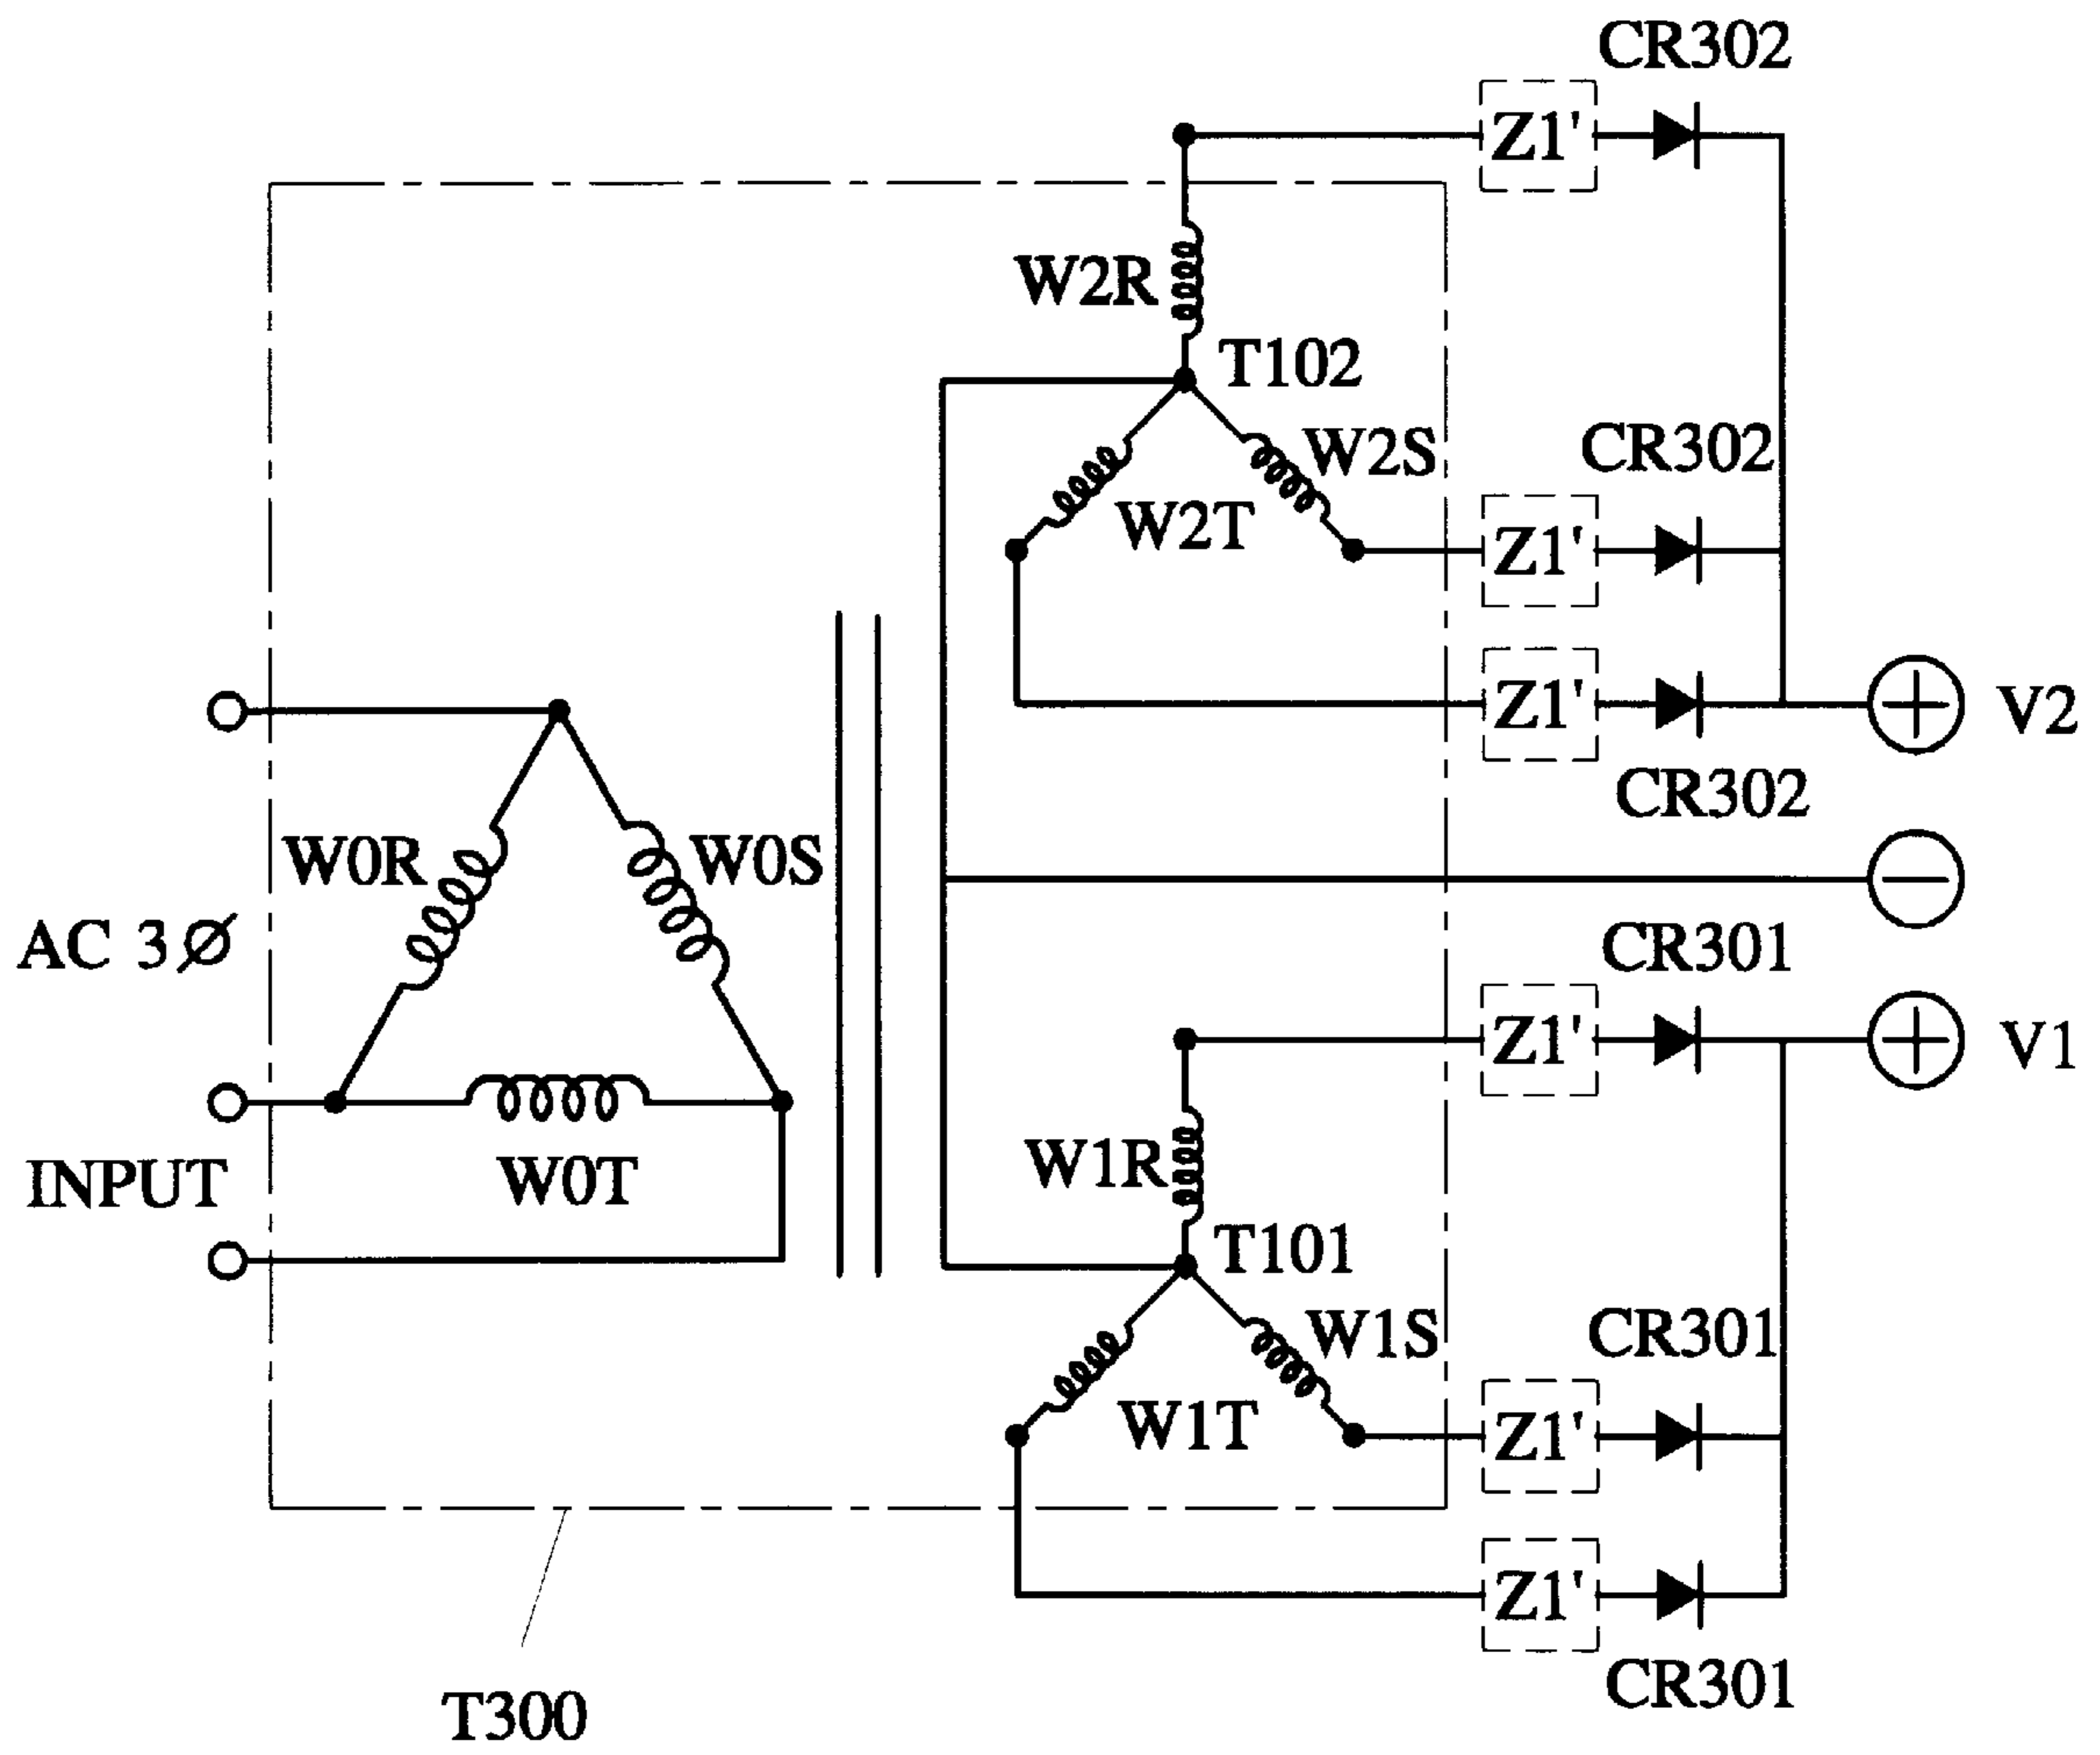 CR302
Z1'
W2R
T102
W2S
CR302
W2T
Z1'
Z1'
V2
CR302
W0R
W0S
AC 3Ø
CR301
Z1'
V1
W1R
INPUT
W0T
T101
W1S
CR301
W1T
Z1'
Z1'
CR301
T300